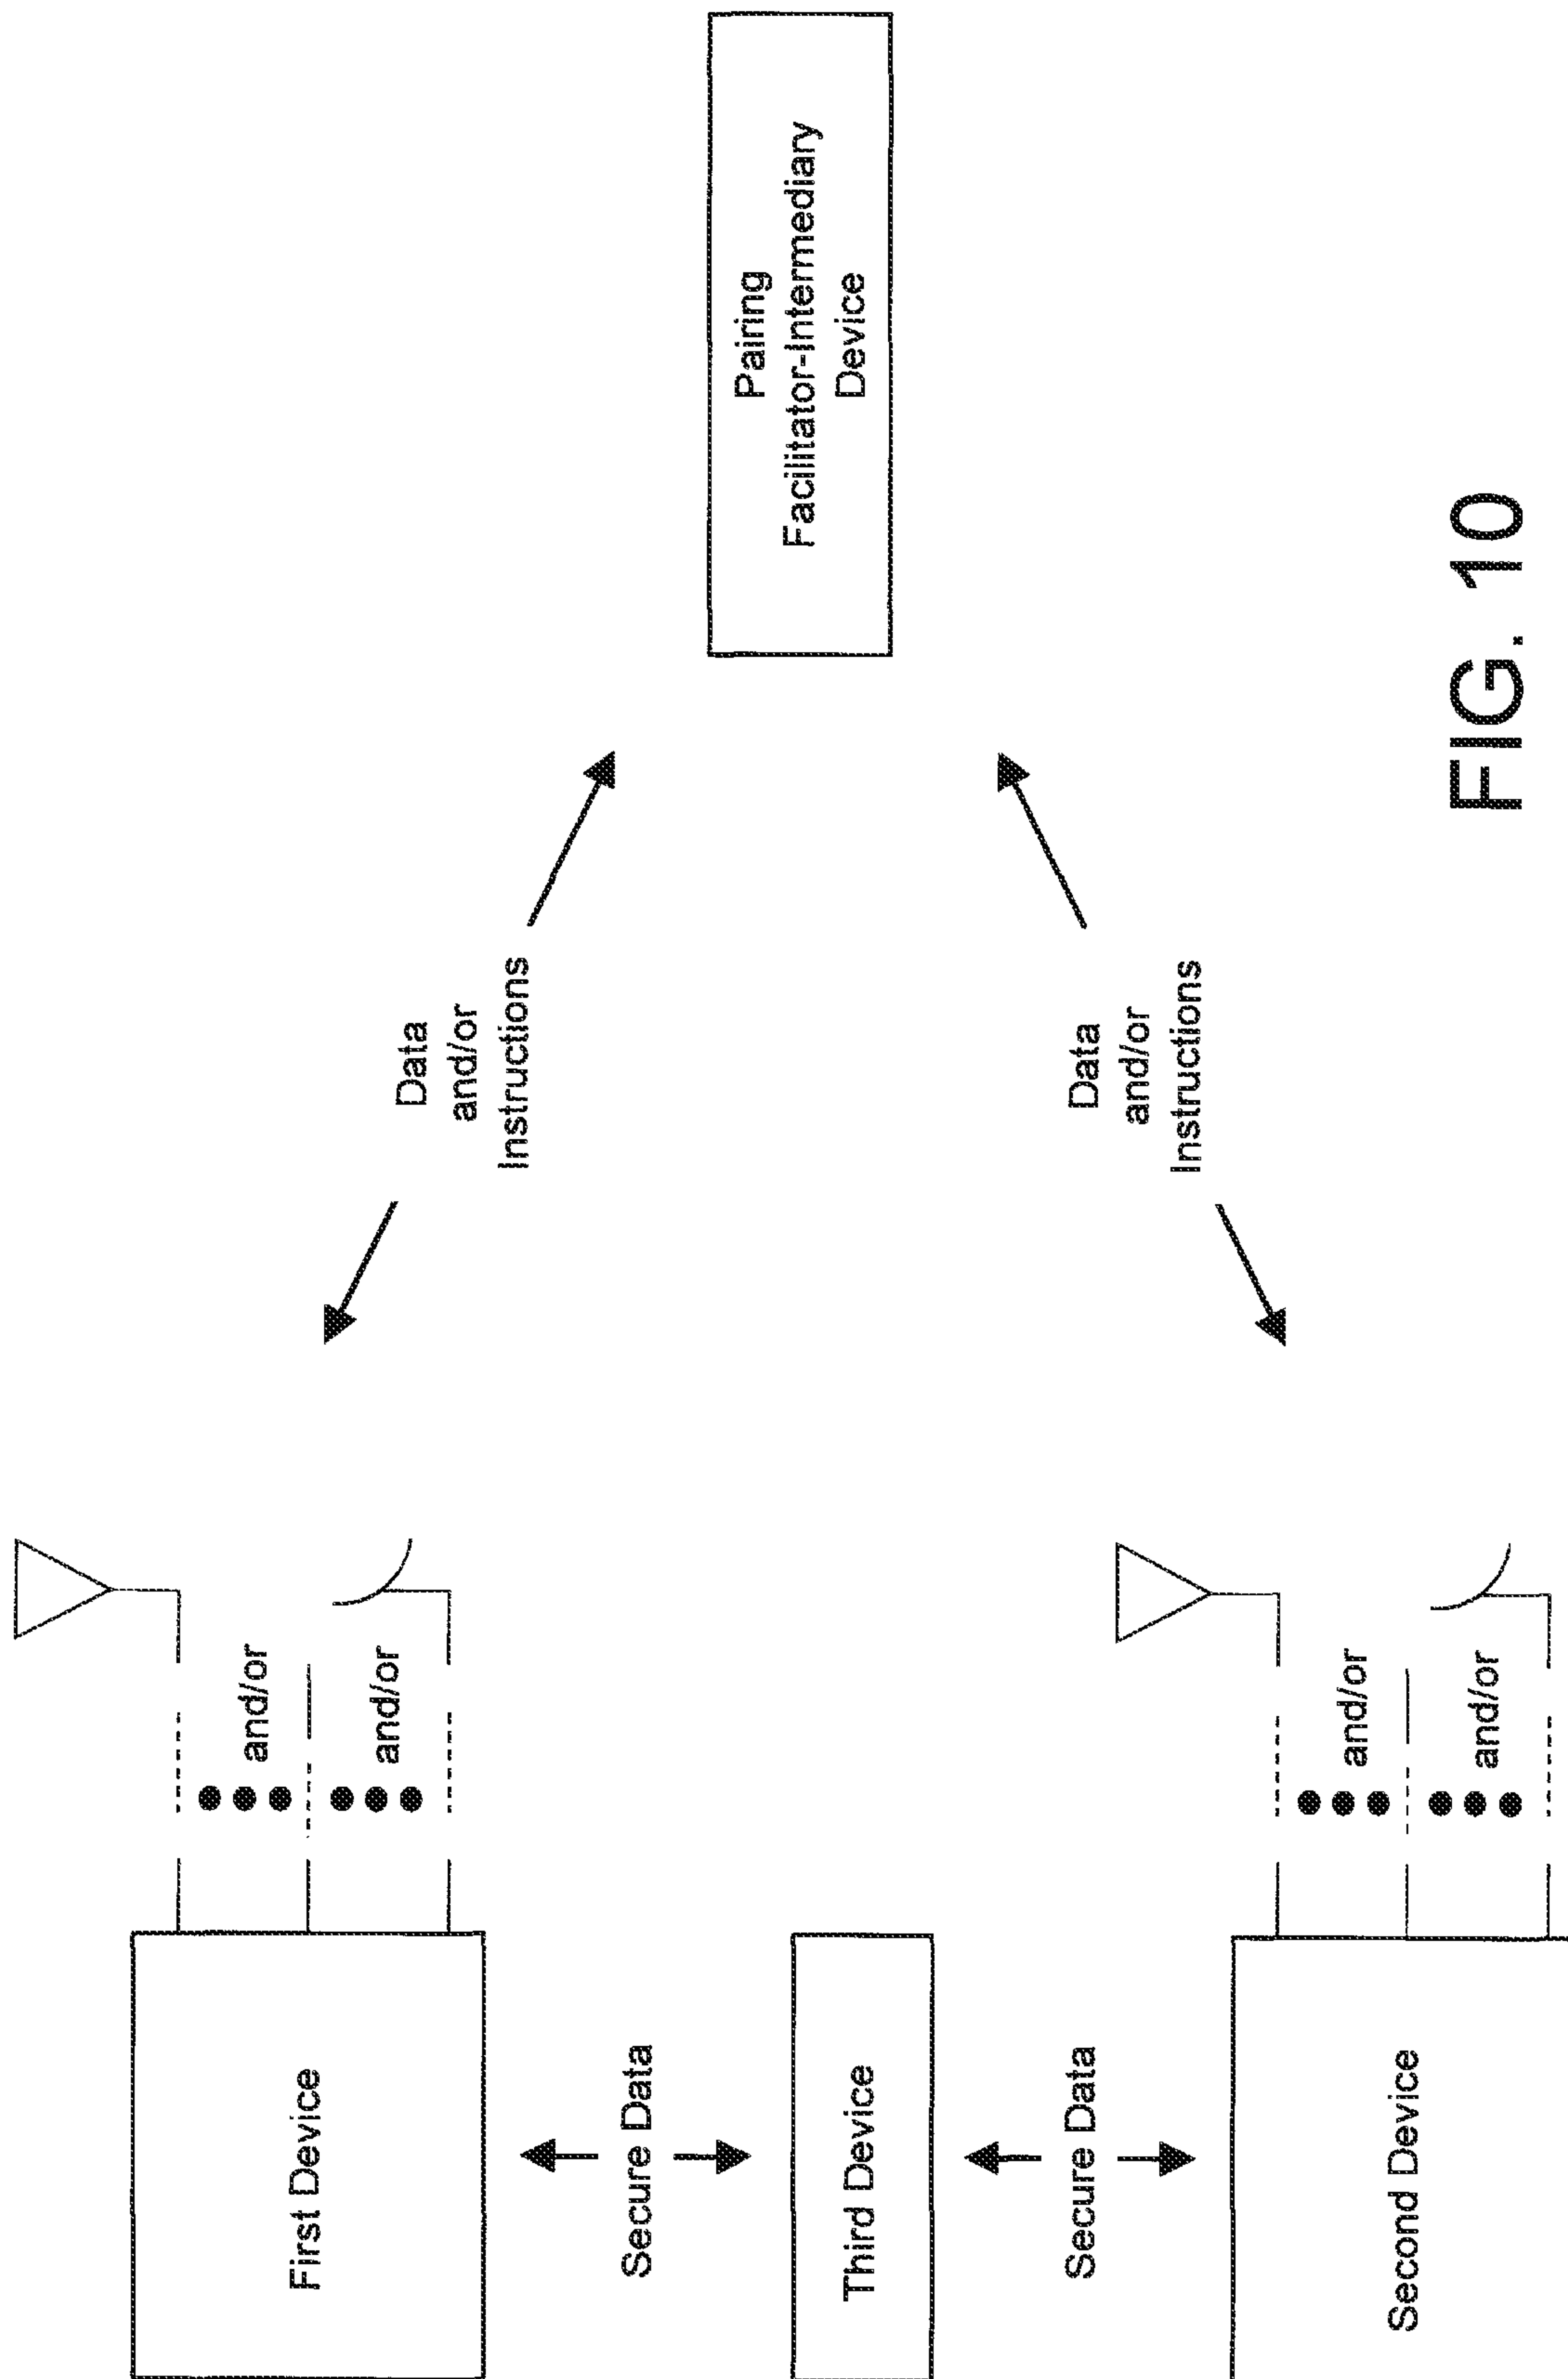 First Device
and/or
and/or
Secure Data
Third Device
Secure Data
Second Device
and/or
and/or
Data
and/or
Instructions
Data
and/or
Instructions
Pairing
Facilitator-Intermediary
Device
FIG. 10